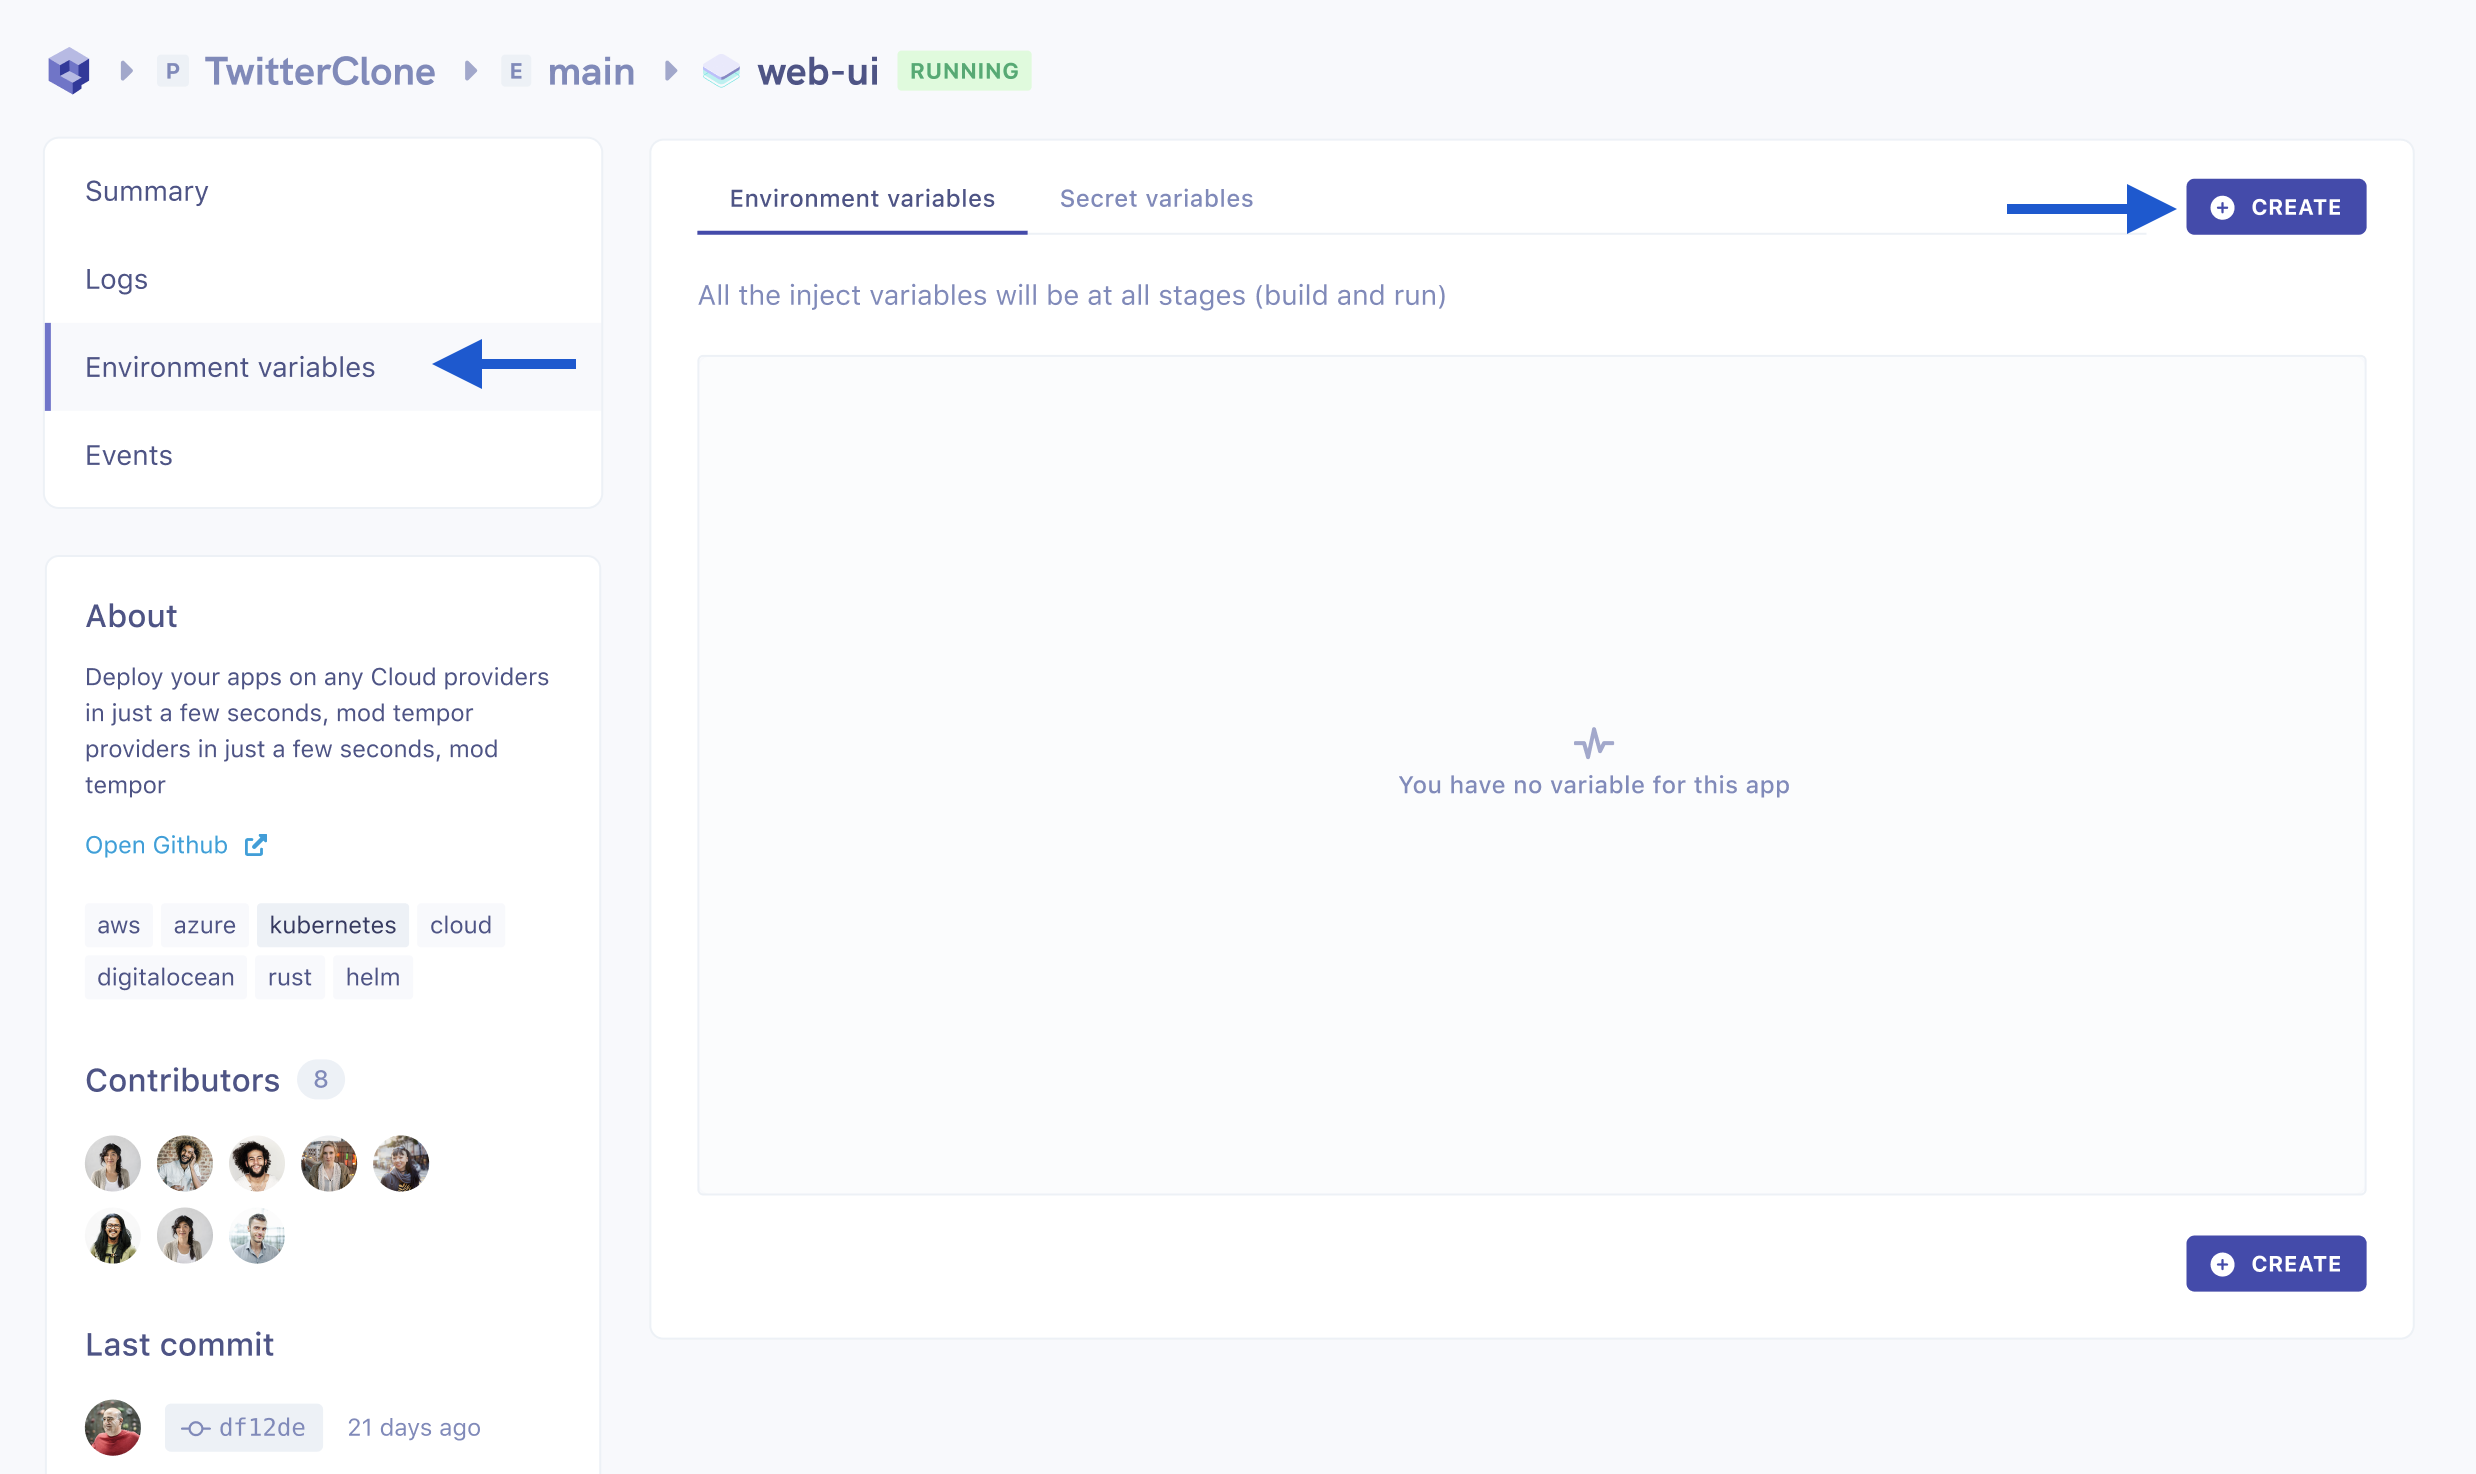 P TwitterClone E main web-ui RUNNING
Summary
Logs
Environment variables
Events
About
Deploy your apps on any Cloud providers
in just a few seconds, mod tempor
providers in just a few seconds, mod
tempor
Open Github
aws azure kubernetes cloud
digitalocean rust helm
Contributors 8
Last commit
df12de 21 days ago
Environment variables Secret variables CREATE
All the inject variables will be at all stages (build and run)
You have no variable for this app
CREATE